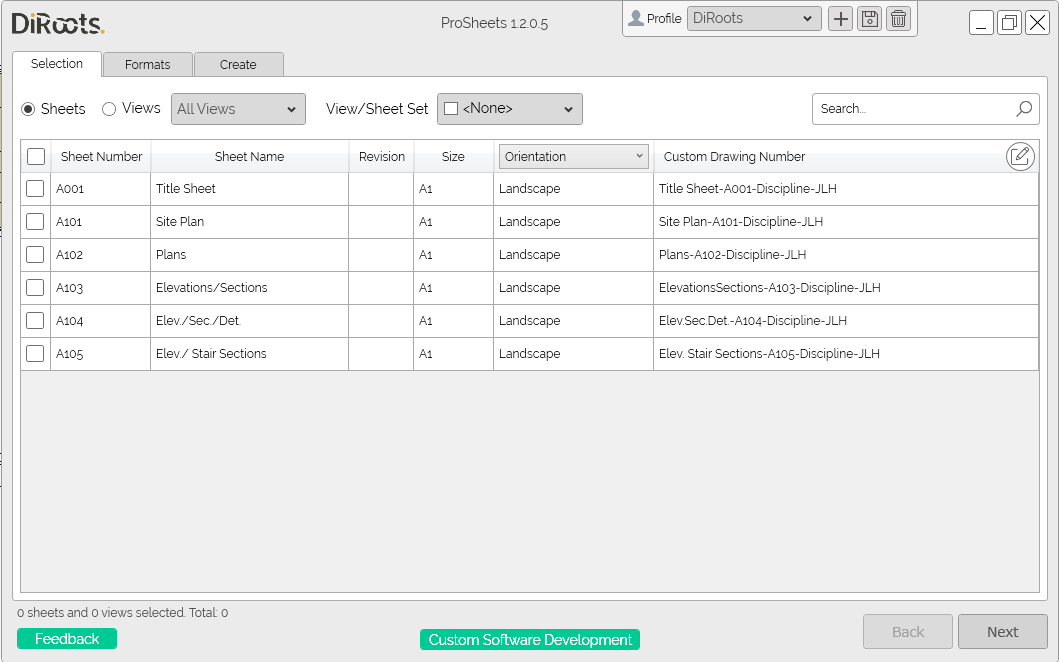 DiRoots.
ProSheets 1.2.0.5
Profile DiRoots
Selection Formats Create
Sheets Views All Views View/Sheet Set <None> Search...
Sheet Number Sheet Name Revision Size Orientation Custom Drawing Number
A001 Title Sheet A1 Landscape Title Sheet-A001-Discipline-JLH
A101 Site Plan A1 Landscape Site Plan-A101-Discipline-JLH
A102 Plans A1 Landscape Plans-A102-Discipline-JLH
A103 Elevations/Sections A1 Landscape ElevationsSections-A103-Discipline-JLH
A104 Elev./Sec./Det. A1 Landscape Elev.Sec.Det.-A104-Discipline-JLH
A105 Elev./ Stair Sections A1 Landscape Elev. Stair Sections-A105-Discipline-JLH
0 sheets and 0 views selected. Total: 0
Feedback Custom Software Development Back Next